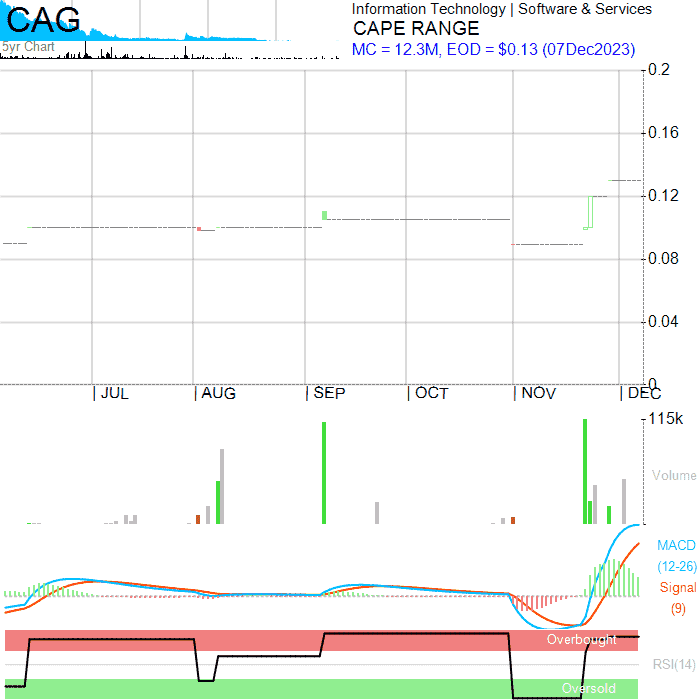 CAG
5yr Chart
Information Technology | Software & Services
CAPE RANGE
MC = 12.3M, EOD = $0.13 (07Dec2023)
0.2
0.16
0.12
0.08
0.04
0
| JUL | AUG | SEP | OCT | NOV | DEC
115k
Volume
MACD
(12-26)
Signal
(9)
Overbought
RSI(14)
Oversold